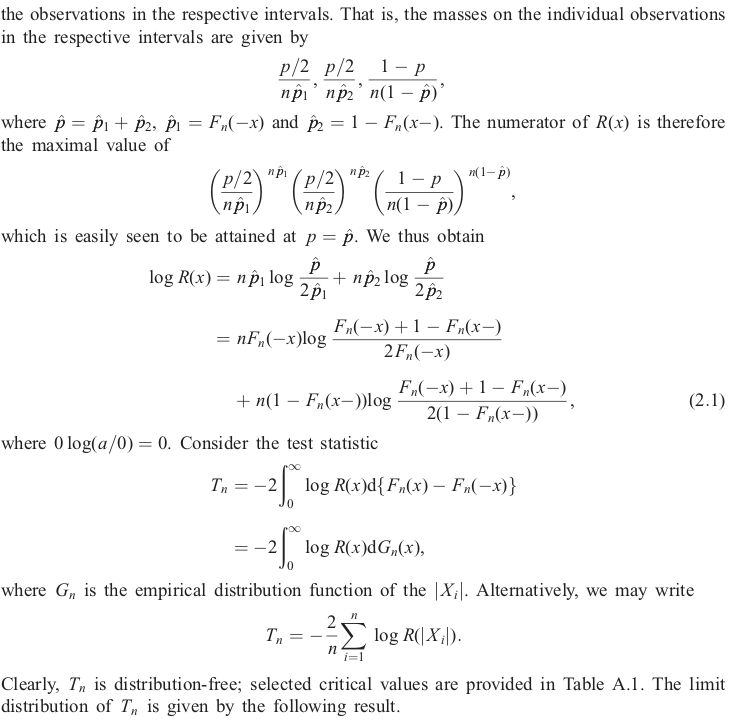 the observations in the respective intervals. That is, the masses on the individual observations
in the respective intervals are given by
\frac{p/2}{n\hat{p}_1}, \frac{p/2}{n\hat{p}_2}, \frac{1-p}{n(1-\hat{p})},
where \hat{p} = \hat{p}_1 + \hat{p}_2, \hat{p}_1 = F_n(−x) and \hat{p}_2 = 1 − F_n(x−). The numerator of R(x) is therefore
the maximal value of
\left(\frac{p/2}{n\hat{p}_1}\right)^{n\hat{p}_1} \left(\frac{p/2}{n\hat{p}_2}\right)^{n\hat{p}_2} \left(\frac{1-p}{n(1-\hat{p})}\right)^{n(1-\hat{p})},
which is easily seen to be attained at p = \hat{p}. We thus obtain
\log R(x) = n\hat{p}_1 \log \frac{\hat{p}}{2\hat{p}_1} + n\hat{p}_2 \log \frac{\hat{p}}{2\hat{p}_2}
= nF_n(−x)\log \frac{F_n(−x) + 1 − F_n(x−)}{2F_n(−x)}
+ n(1 − F_n(x−))\log \frac{F_n(−x) + 1 − F_n(x−)}{2(1 − F_n(x−))}, (2.1)
where 0 log(a/0) = 0. Consider the test statistic
T_n = −2\int_0^∞ \log R(x)d\{F_n(x) − F_n(−x)\}
= −2\int_0^∞ \log R(x)dG_n(x),
where G_n is the empirical distribution function of the |X_i|. Alternatively, we may write
T_n = −\frac{2}{n}\sum_{i=1}^{n} \log R(|X_i|).
Clearly, T_n is distribution-free; selected critical values are provided in Table A.1. The limit
distribution of T_n is given by the following result.